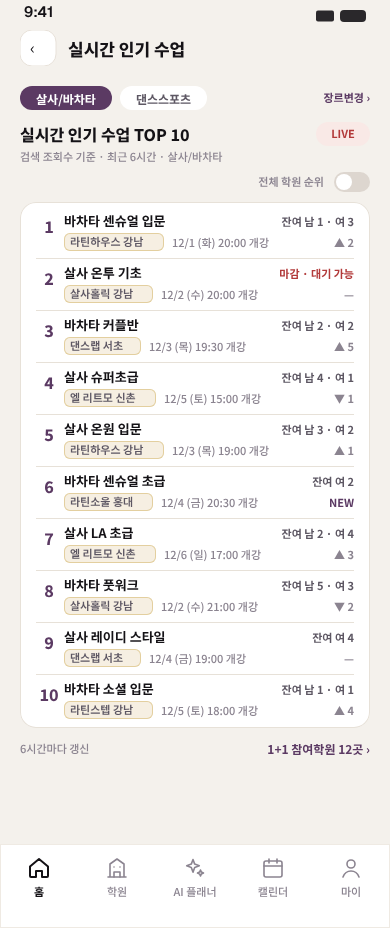 9:41
‹ 실시간 인기 수업
살사/바차타 댄스스포츠 장르변경 ›
실시간 인기 수업 TOP 10 LIVE
검색 조회수 기준 · 최근 6시간 · 살사/바차타
전체 학원 순위
1 바차타 센슈얼 입문 잔여 남 1 · 여 3
라틴하우스 강남 12/1 (화) 20:00 개강 ▲ 2
2 살사 온투 기초 마감 · 대기 가능
살사홀릭 강남 12/2 (수) 20:00 개강 —
3 바차타 커플반 잔여 남 2 · 여 2
댄스랩 서초 12/3 (목) 19:30 개강 ▲ 5
4 살사 슈퍼초급 잔여 남 4 · 여 1
엘 리트모 신촌 12/5 (토) 15:00 개강 ▼ 1
5 살사 온원 입문 잔여 남 3 · 여 2
라틴하우스 강남 12/3 (목) 19:00 개강 ▲ 1
6 바차타 센슈얼 초급 잔여 여 2
라틴소울 홍대 12/4 (금) 20:30 개강 NEW
7 살사 LA 초급 잔여 남 2 · 여 4
엘 리트모 신촌 12/6 (일) 17:00 개강 ▲ 3
8 바차타 풋워크 잔여 남 5 · 여 3
살사홀릭 강남 12/2 (수) 21:00 개강 ▼ 2
9 살사 레이디 스타일 잔여 여 4
댄스랩 서초 12/4 (금) 19:00 개강 —
10 바차타 소셜 입문 잔여 남 1 · 여 1
라틴스텝 강남 12/5 (토) 18:00 개강 ▲ 4
6시간마다 갱신 1+1 참여학원 12곳 ›
홈 학원 AI 플래너 캘린더 마이